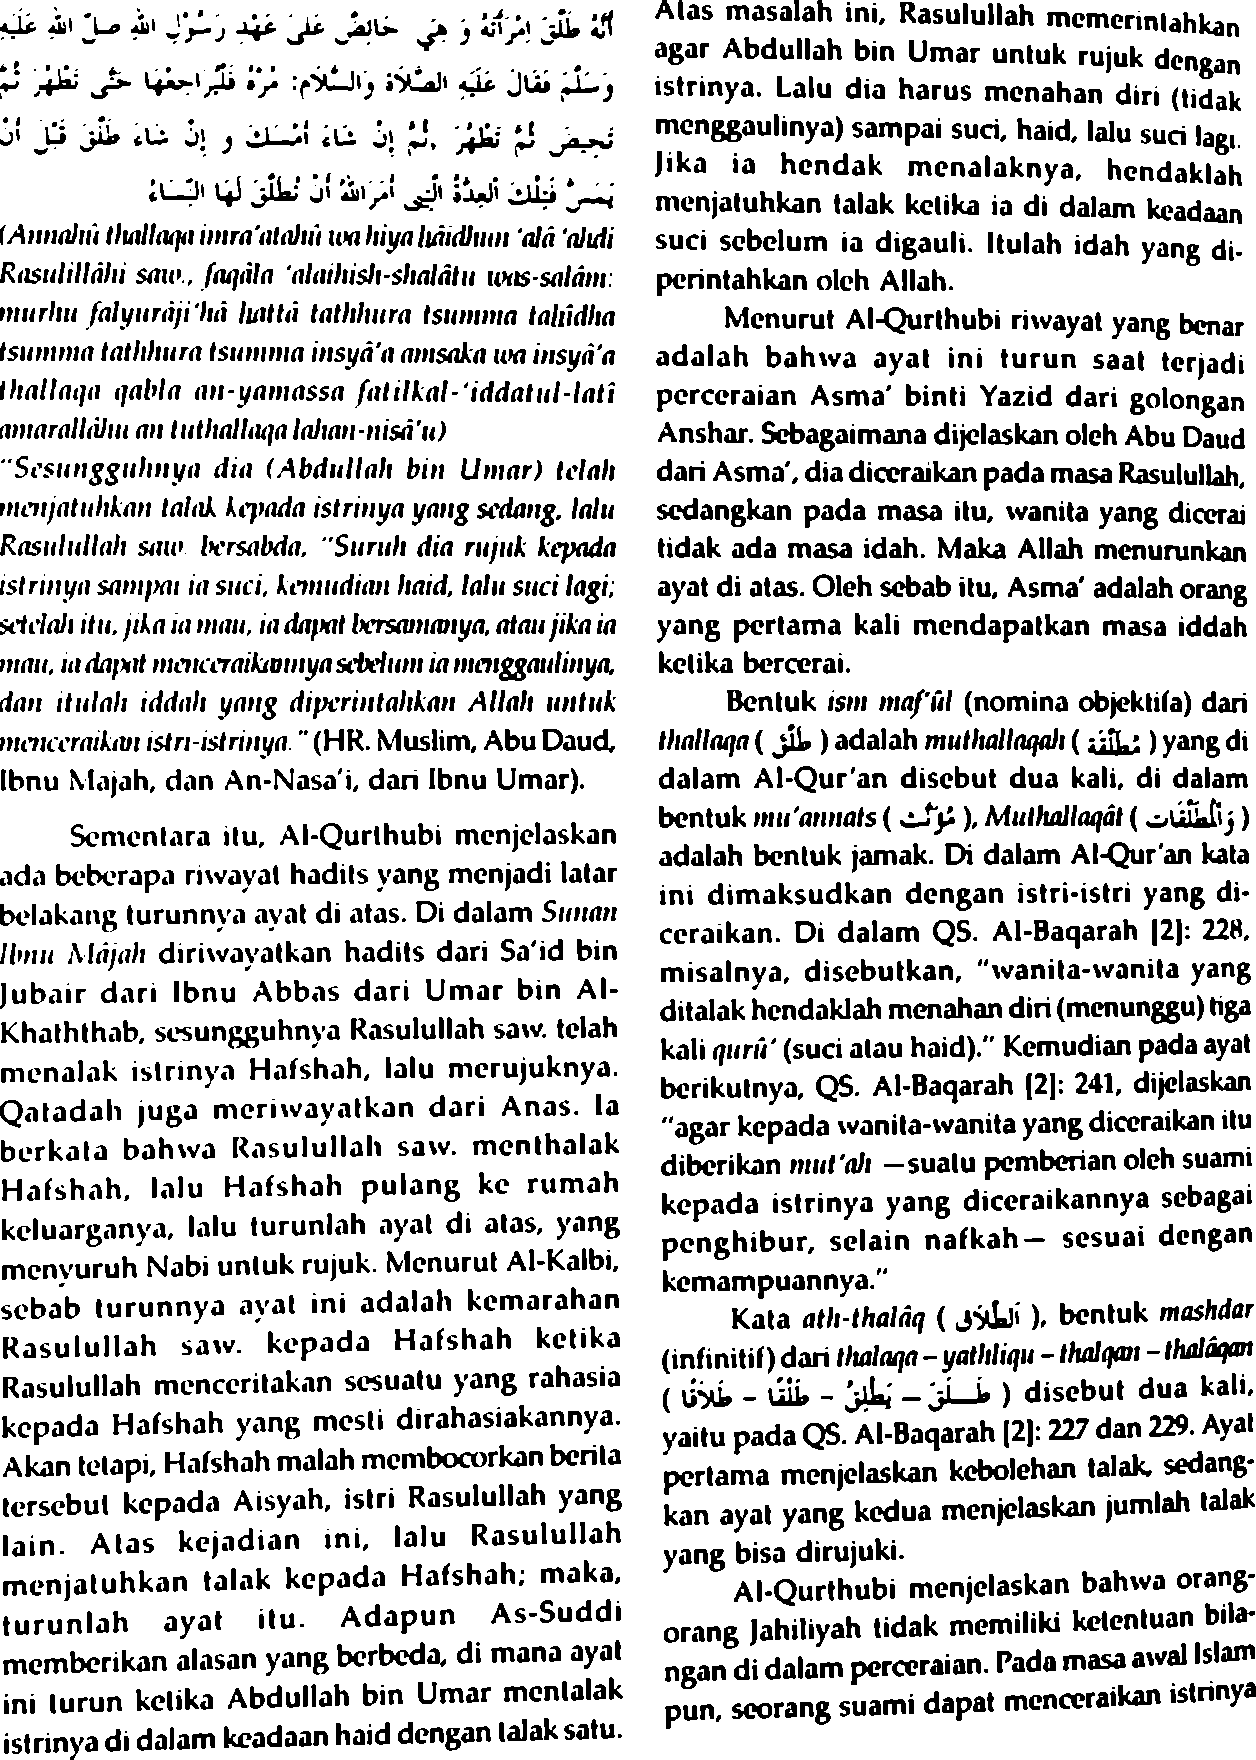 أَنَّهُ طَلَّقَ امْرَأَتَهُ وَ هِيَ حَائِضٌ عَلَى عَهْدِ رَسُوْلِ اللهِ صلّ اللهُ عَلَيْهِ
وَسَلَّمَ فَقَالَ عَلَيْهِ الصَّلَاةُ وَالسَّلَامُ: مُرْهُ فَلْيُرَاجِعْهَا حَتَّى تَطْهُرَ ثُمَّ
تَحِيضَ ثُمَّ تَطْهُرَ, ثُمَّ إِنْ شَاءَ أَمْسَكَ وَ إِنْ شَاءَ طَلَّقَ قَبْلَ أَنْ
يَمَسَّ فَتِلْكَ الْعِدَّةُ الَّتِي أَمَرَ اللهُ أَنْ تُطَلَّقَ لَهَا النِّسَاءُ
(Annahû thallaqa imra'atahû wa hiya hâidhun 'alâ 'ahdi
Rasulillâhi saw., faqâla 'alaihish-shalâtu was-salâm:
murhu falyurâji'hâ hattâ tathhura tsumma tahîdha
tsumma tathhura tsumma insyâ'a amsaka wa insyâ'a
thallaqa qabla an-yamassa fatilkal-'iddatul-latî
amarallâhu an tuthallaqa lahan-nisâ'u)
"Sesungguhnya dia (Abdullah bin Umar) telah
menjatuhkan talak kepada istrinya yang sedang, lalu
Rasulullah saw. bersabda, "Suruh dia rujuk kepada
istrinya sampai ia suci, kemudian haid, lalu suci lagi;
setelah itu, jika ia mau, ia dapat bersamanya, atau jika ia
mau, ia dapat menceraikannya sebelum ia menggaulinya,
dan itulah iddah yang diperintahkan Allah untuk
menceraikan istri-istrinya." (HR. Muslim, Abu Daud,
Ibnu Majah, dan An-Nasa'i, dari Ibnu Umar).
Sementara itu, Al-Qurthubi menjelaskan
ada beberapa riwayat hadits yang menjadi latar
belakang turunnya ayat di atas. Di dalam Sunan
Ibnu Mâjah diriwayatkan hadits dari Sa'id bin
Jubair dari Ibnu Abbas dari Umar bin Al-
Khaththab, sesungguhnya Rasulullah saw. telah
menalak istrinya Hafshah, lalu merujuknya.
Qatadah juga meriwayatkan dari Anas. Ia
berkata bahwa Rasulullah saw. menthalak
Hafshah, lalu Hafshah pulang ke rumah
keluarganya, lalu turunlah ayat di atas, yang
menyuruh Nabi untuk rujuk. Menurut Al-Kalbi,
sebab turunnya ayat ini adalah kemarahan
Rasulullah saw. kepada Hafshah ketika
Rasulullah menceritakan sesuatu yang rahasia
kepada Hafshah yang mesti dirahasiakannya.
Akan tetapi, Hafshah malah membocorkan berita
tersebut kepada Aisyah, istri Rasulullah yang
lain. Atas kejadian ini, lalu Rasulullah
menjatuhkan talak kepada Hafshah; maka,
turunlah ayat itu. Adapun As-Suddi
memberikan alasan yang berbeda, di mana ayat
ini turun ketika Abdullah bin Umar mentalak
istrinya di dalam keadaan haid dengan talak satu.
Atas masalah ini, Rasulullah memerintahkan
agar Abdullah bin Umar untuk rujuk dengan
istrinya. Lalu dia harus menahan diri (tidak
menggaulinya) sampai suci, haid, lalu suci lagi.
Jika ia hendak menalaknya, hendaklah
menjatuhkan talak ketika ia di dalam keadaan
suci sebelum ia digauli. Itulah idah yang di-
perintahkan oleh Allah.
Menurut Al-Qurthubi riwayat yang benar
adalah bahwa ayat ini turun saat terjadi
perceraian Asma' binti Yazid dari golongan
Anshar. Sebagaimana dijelaskan oleh Abu Daud
dari Asma', dia diceraikan pada masa Rasulullah,
sedangkan pada masa itu, wanita yang dicerai
tidak ada masa idah. Maka Allah menurunkan
ayat di atas. Oleh sebab itu, Asma' adalah orang
yang pertama kali mendapatkan masa iddah
ketika bercerai.
Bentuk ism maf'ûl (nomina objektifa) dari
thallaqa ( طَلَّقَ ) adalah muthallaqah ( مُطَلَّقَةٌ ) yang di
dalam Al-Qur'an disebut dua kali, di dalam
bentuk mu'annats ( مُؤَنَّث ), Muthallaqât ( وَالْمُطَلَّقَات )
adalah bentuk jamak. Di dalam Al-Qur'an kata
ini dimaksudkan dengan istri-istri yang di-
ceraikan. Di dalam QS. Al-Baqarah [2]: 228,
misalnya, disebutkan, "wanita-wanita yang
ditalak hendaklah menahan diri (menunggu) tiga
kali qurû' (suci atau haid)." Kemudian pada ayat
berikutnya, QS. Al-Baqarah [2]: 241, dijelaskan
"agar kepada wanita-wanita yang diceraikan itu
diberikan mut'ah —suatu pemberian oleh suami
kepada istrinya yang diceraikannya sebagai
penghibur, selain nafkah— sesuai dengan
kemampuannya."
Kata ath-thalâq ( اَلطَّلَاقُ ), bentuk mashdar
(infinitif) dari thalaqa – yathliqu – thalqan – thalâqan
( طَلَقَ – يَطْلِقُ – طَلْقًا – طَلَاقًا ) disebut dua kali,
yaitu pada QS. Al-Baqarah [2]: 227 dan 229. Ayat
pertama menjelaskan kebolehan talak, sedang-
kan ayat yang kedua menjelaskan jumlah talak
yang bisa dirujuki.
Al-Qurthubi menjelaskan bahwa orang-
orang Jahiliyah tidak memiliki ketentuan bila-
ngan di dalam perceraian. Pada masa awal Islam
pun, seorang suami dapat menceraikan istrinya